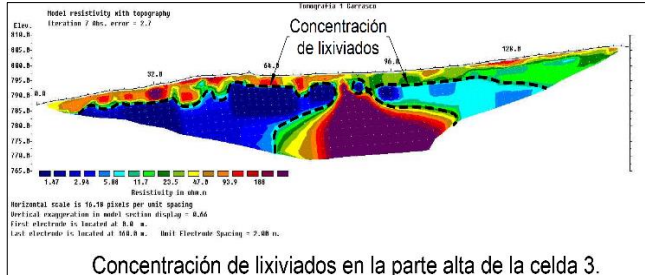 Tomografia 1 Carrasco
Model resistivity with topography
Iteration 7 Abs. error = 2.7
Concentración
de lixiviados
Elev.
810.0
805.0
800.0
795.0
790.0
785.0
780.0
775.0
770.0
765.0
0.0
32.0
64.0
96.0
128.0
1.47 2.94 5.88 11.7 23.5 47.0 93.9 188
Resistivity in ohm.m
Horizontal scale is 16.10 pixels per unit spacing
Vertical exaggeration in model section display = 0.66
First electrode is located at 0.0 m.
Last electrode is located at 160.0 m. Unit Electrode Spacing = 2.00 m.
Concentración de lixiviados en la parte alta de la celda 3.